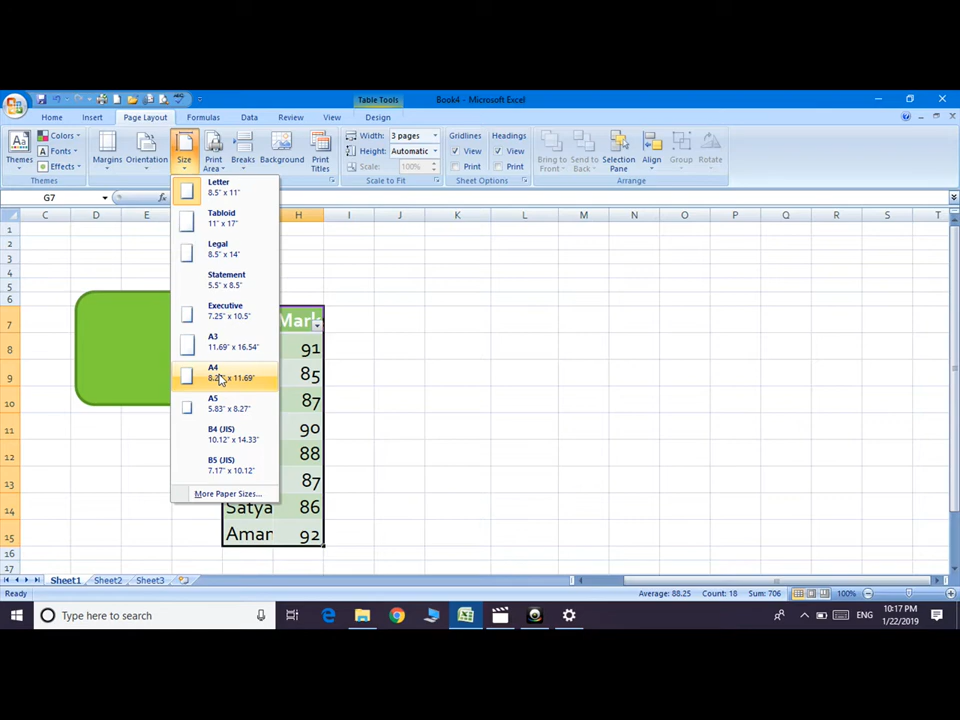 Table Tools
Book4 - Microsoft Excel
Home Insert Page Layout Formulas Data Review View Design
Themes
Colors
Fonts
Effects
Margins Orientation Size Print Area Breaks Background Print Titles
Width: 3 pages
Height: Automatic
Scale: 100%
Gridlines Headings
View View
Print Print
Bring to Front Send to Back Selection Pane Align Group Rotate
Themes Scale to Fit Arrange
G7
fx
C D E H I J K L M N O P Q R S T
Letter
8.5" x 11"
Tabloid
11" x 17"
Legal
8.5" x 14"
Statement
5.5" x 8.5"
Executive
7.25" x 10.5"
A3
11.69" x 16.54"
A4
x 11.69"
A5
5.83" x 8.27"
B4 (JIS)
10.12" x 14.33"
B5 (JIS)
7.17" x 10.12"
More Paper Sizes...
1
2
3
4
5
6
7 Mark
8 91
9 85
10 87
11 90
12 88
13 87
14 Satya 86
15 Aman 92
16
17
Sheet1 Sheet2 Sheet3
Ready Average: 88.25 Count: 18 Sum: 706 100%
Type here to search
ENG
10:17 PM
1/22/2019